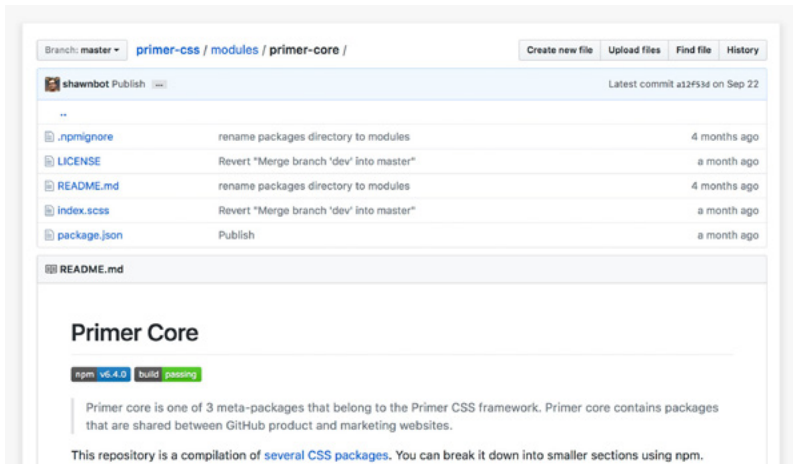 Branch: master primer-css / modules / primer-core / Create new file Upload files Find file History
shawnbot Publish ... Latest commit a12f53d on Sep 22
..
.npmignore rename packages directory to modules 4 months ago
LICENSE Revert "Merge branch 'dev' into master" a month ago
README.md rename packages directory to modules 4 months ago
index.scss Revert "Merge branch 'dev' into master" a month ago
package.json Publish a month ago
README.md
Primer Core
npm v6.4.0 build passing
Primer core is one of 3 meta-packages that belong to the Primer CSS framework. Primer core contains packages
that are shared between GitHub product and marketing websites.
This repository is a compilation of several CSS packages. You can break it down into smaller sections using npm.